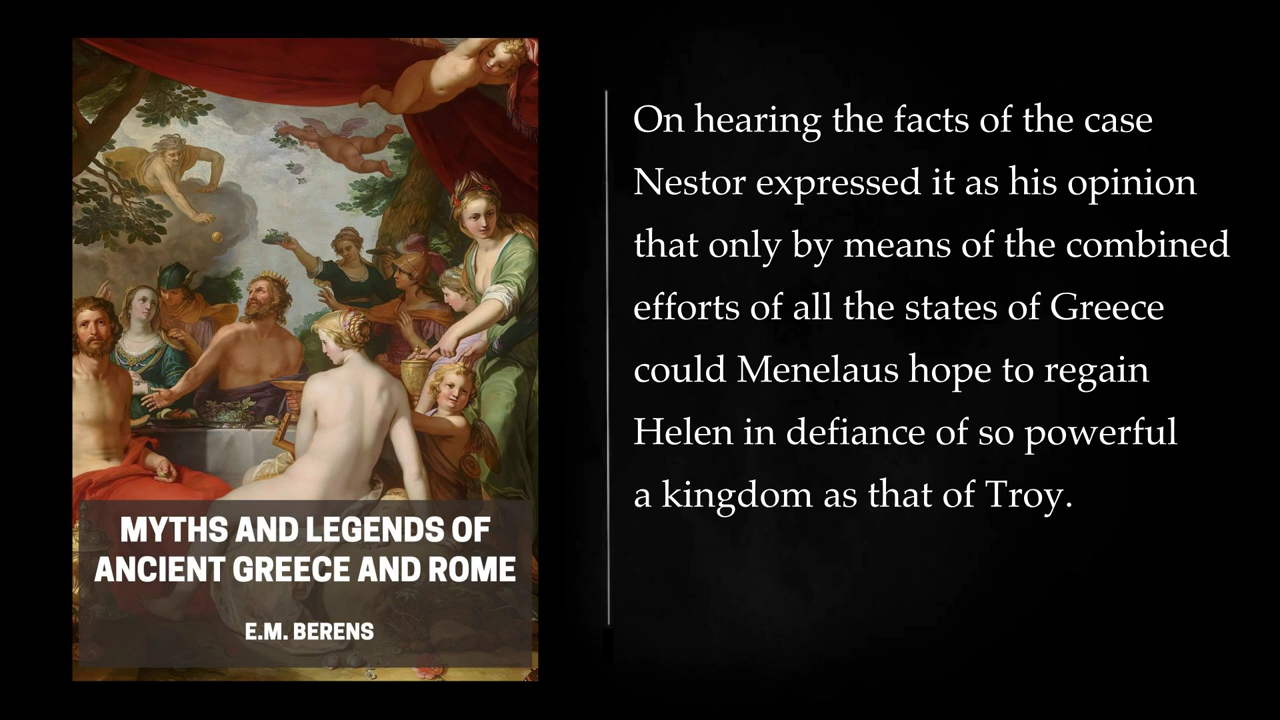 MYTHS AND LEGENDS OF
ANCIENT GREECE AND ROME
E.M. BERENS
On hearing the facts of the case
Nestor expressed it as his opinion
that only by means of the combined
efforts of all the states of Greece
could Menelaus hope to regain
Helen in defiance of so powerful
a kingdom as that of Troy.